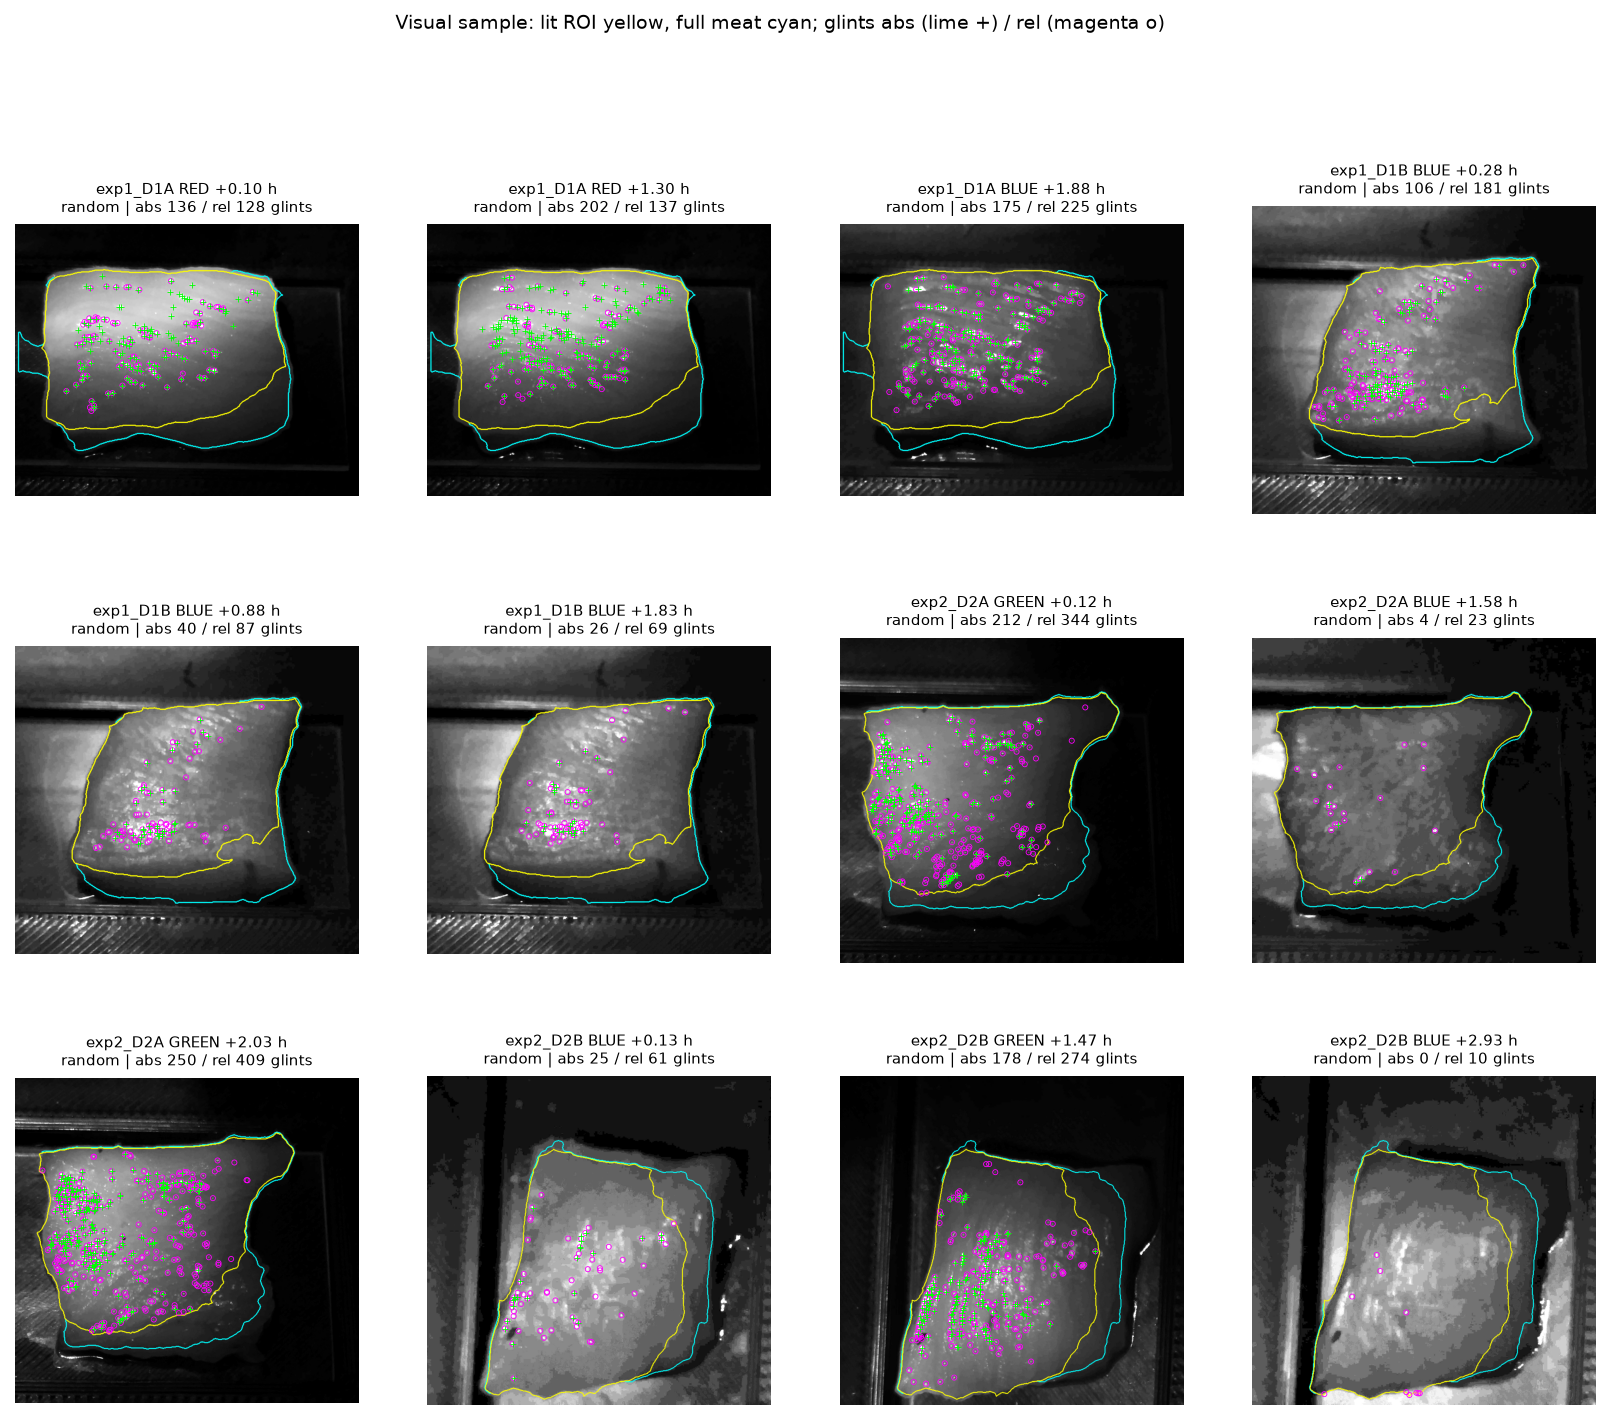 Visual sample: lit ROI yellow, full meat cyan; glints abs (lime +) / rel (magenta o)
exp1_D1A RED +0.10 h
random | abs 136 / rel 128 glints
exp1_D1A RED +1.30 h
random | abs 202 / rel 137 glints
exp1_D1A BLUE +1.88 h
random | abs 175 / rel 225 glints
exp1_D1B BLUE +0.28 h
random | abs 106 / rel 181 glints
exp1_D1B BLUE +0.88 h
random | abs 40 / rel 87 glints
exp1_D1B BLUE +1.83 h
random | abs 26 / rel 69 glints
exp2_D2A GREEN +0.12 h
random | abs 212 / rel 344 glints
exp2_D2A BLUE +1.58 h
random | abs 4 / rel 23 glints
exp2_D2A GREEN +2.03 h
random | abs 250 / rel 409 glints
exp2_D2B BLUE +0.13 h
random | abs 25 / rel 61 glints
exp2_D2B GREEN +1.47 h
random | abs 178 / rel 274 glints
exp2_D2B BLUE +2.93 h
random | abs 0 / rel 10 glints